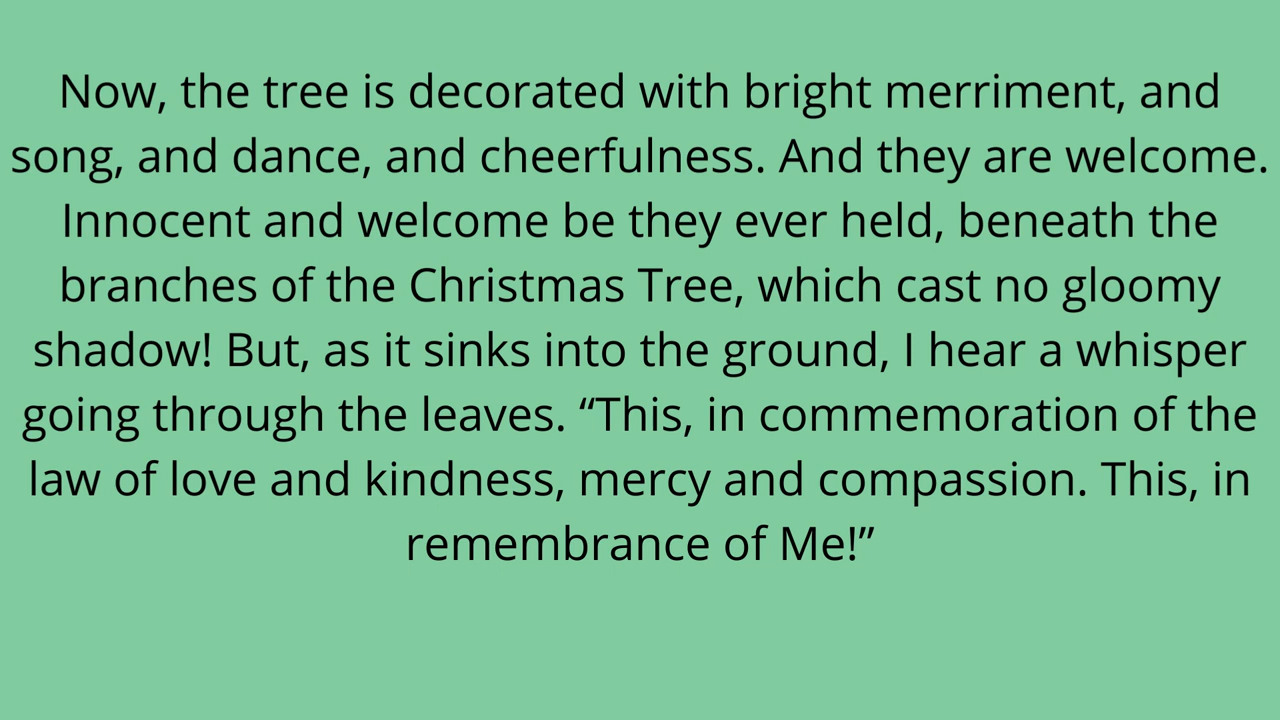 Now, the tree is decorated with bright merriment, and
song, and dance, and cheerfulness. And they are welcome.
Innocent and welcome be they ever held, beneath the
branches of the Christmas Tree, which cast no gloomy
shadow! But, as it sinks into the ground, I hear a whisper
going through the leaves. “This, in commemoration of the
law of love and kindness, mercy and compassion. This, in
remembrance of Me!”